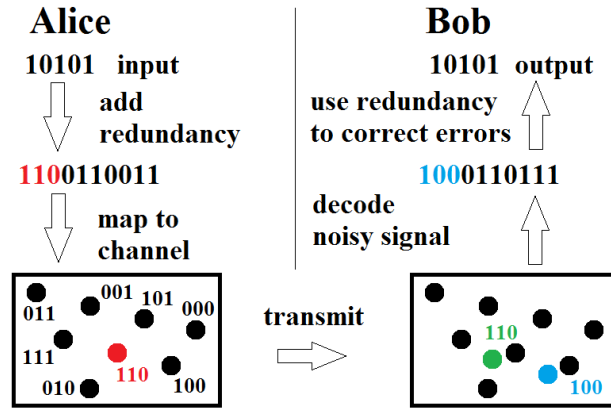 Alice
10101 input
add
redundancy
1100110011
map to
channel
001
101
000
011
111
110
010
100
transmit
Bob
10101 output
use redundancy
to correct errors
1000110111
decode
noisy signal
110
100